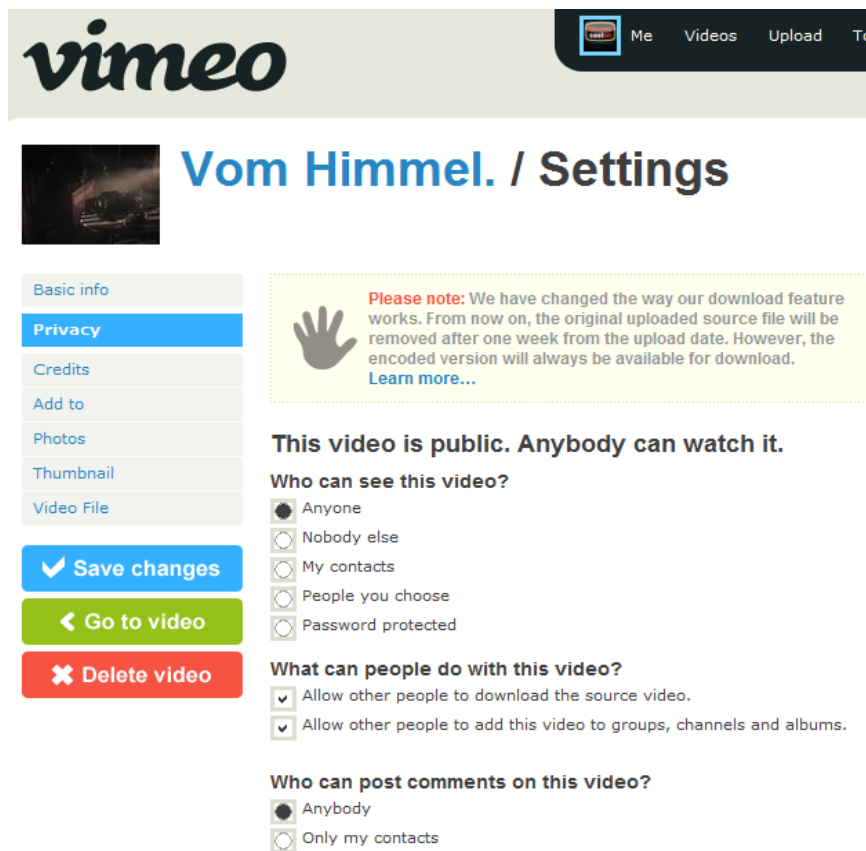 vimeo
Me Videos Upload
Vom Himmel. / Settings
Basic info
Privacy
Credits
Add to
Photos
Thumbnail
Video File
Save changes
Go to video
Delete video
Please note: We have changed the way our download feature
works. From now on, the original uploaded source file will be
removed after one week from the upload date. However, the
encoded version will always be available for download.
Learn more...
This video is public. Anybody can watch it.
Who can see this video?
Anyone
Nobody else
My contacts
People you choose
Password protected
What can people do with this video?
Allow other people to download the source video.
Allow other people to add this video to groups, channels and albums.
Who can post comments on this video?
Anybody
Only my contacts